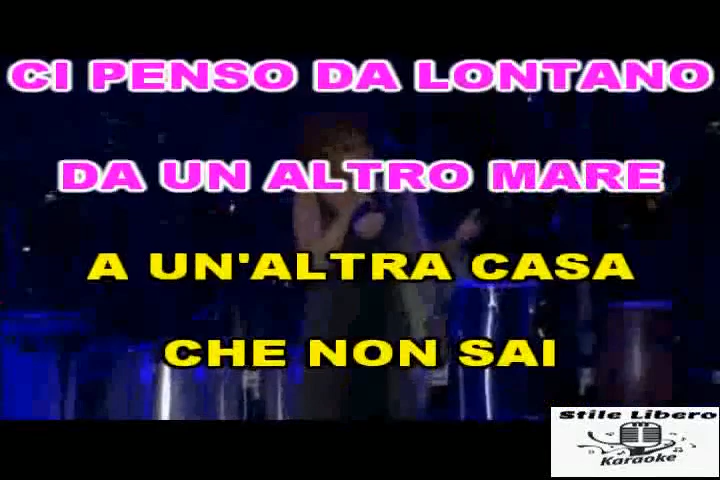 CI PENSO DA LONTANO
DA UN ALTRO MARE
A UN'ALTRA CASA
CHE NON SAI
Stile Libero
Karaoke